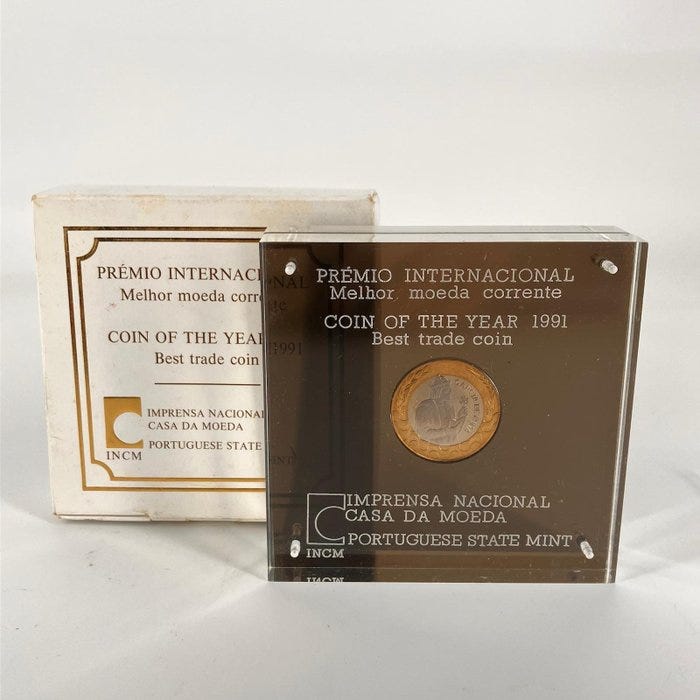 PRÉMIO INTERNACIONAL
Melhor moeda corrente
COIN OF THE YEAR 1991
Best trade coin
IMPRENSA NACIONAL
CASA DA MOEDA
PORTUGUESE STATE MINT
INCM
PRÉMIO INTERNACIONAL
Melhor moeda corrente
COIN OF THE YEAR 1991
Best trade coin
IMPRENSA NACIONAL
CASA DA MOEDA
PORTUGUESE STATE MINT
INCM